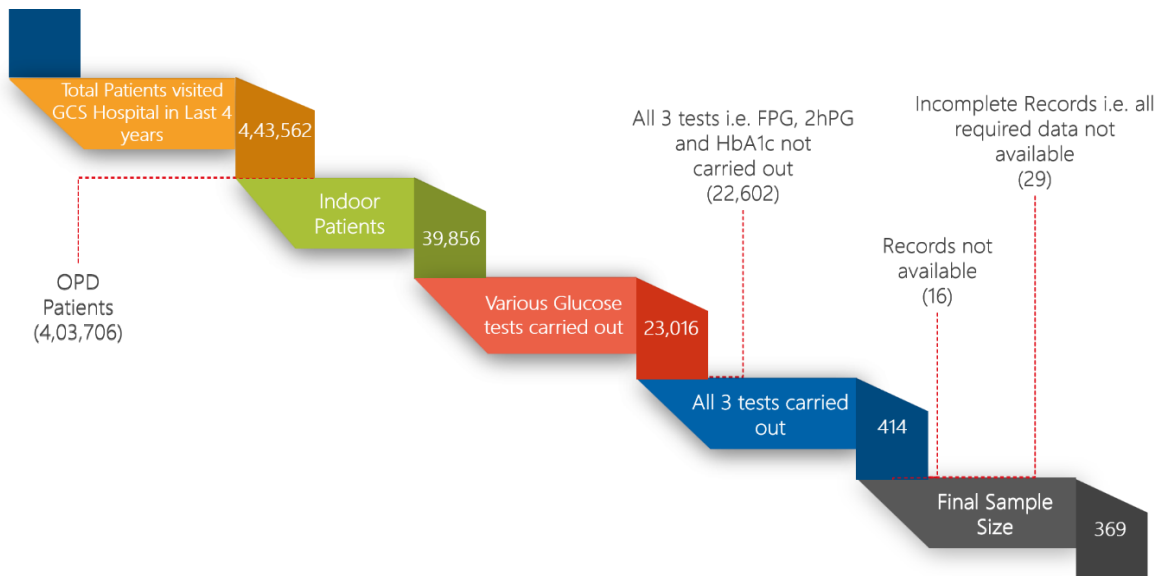 Total Patients visited
GCS Hospital in Last 4
years
4,43,562
OPD
Patients
(4,03,706)
Indoor
Patients
39,856
Various Glucose
tests carried out
23,016
All 3 tests i.e. FPG, 2hPG
and HbA1c not
carried out
(22,602)
All 3 tests carried
out
414
Records not
available
(16)
Incomplete Records i.e. all
required data not
available
(29)
Final Sample
Size
369